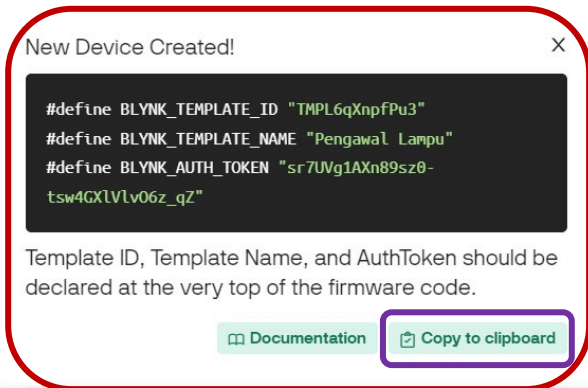 New Device Created!
#define BLYNK_TEMPLATE_ID "TMPL6qXnpfPu3"
#define BLYNK_TEMPLATE_NAME "Pengawal Lampu"
#define BLYNK_AUTH_TOKEN "sr7UVg1AXn89sz0-
tsw4GXlVlvO6z_qZ"
Template ID, Template Name, and AuthToken should be
declared at the very top of the firmware code.
Documentation
Copy to clipboard